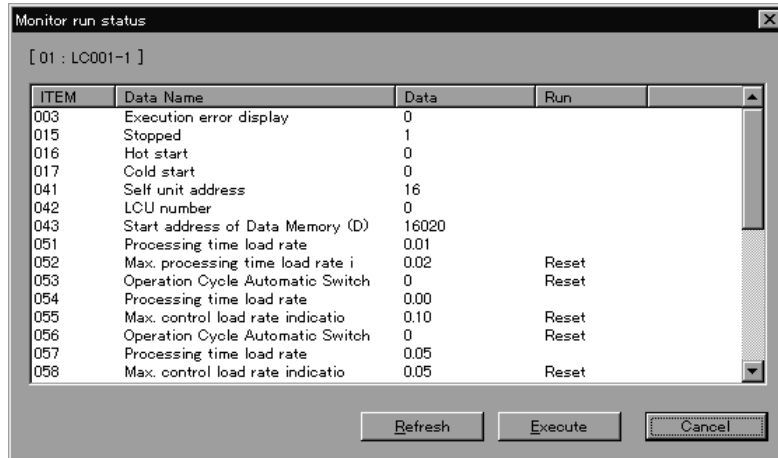 Monitor run status
[ 01 : LC001-1 ]
ITEM Data Name Data Run
003 Execution error display 0
015 Stopped 1
016 Hot start 0
017 Cold start 0
041 Self unit address 16
042 LCU number 0
043 Start address of Data Memory (D) 16020
051 Processing time load rate 0.01
052 Max. processing time load rate i 0.02 Reset
053 Operation Cycle Automatic Switch 0 Reset
054 Processing time load rate 0.00
055 Max. control load rate indicatio 0.10 Reset
056 Operation Cycle Automatic Switch 0 Reset
057 Processing time load rate 0.05
058 Max. control load rate indicatio 0.05 Reset
Refresh Execute Cancel